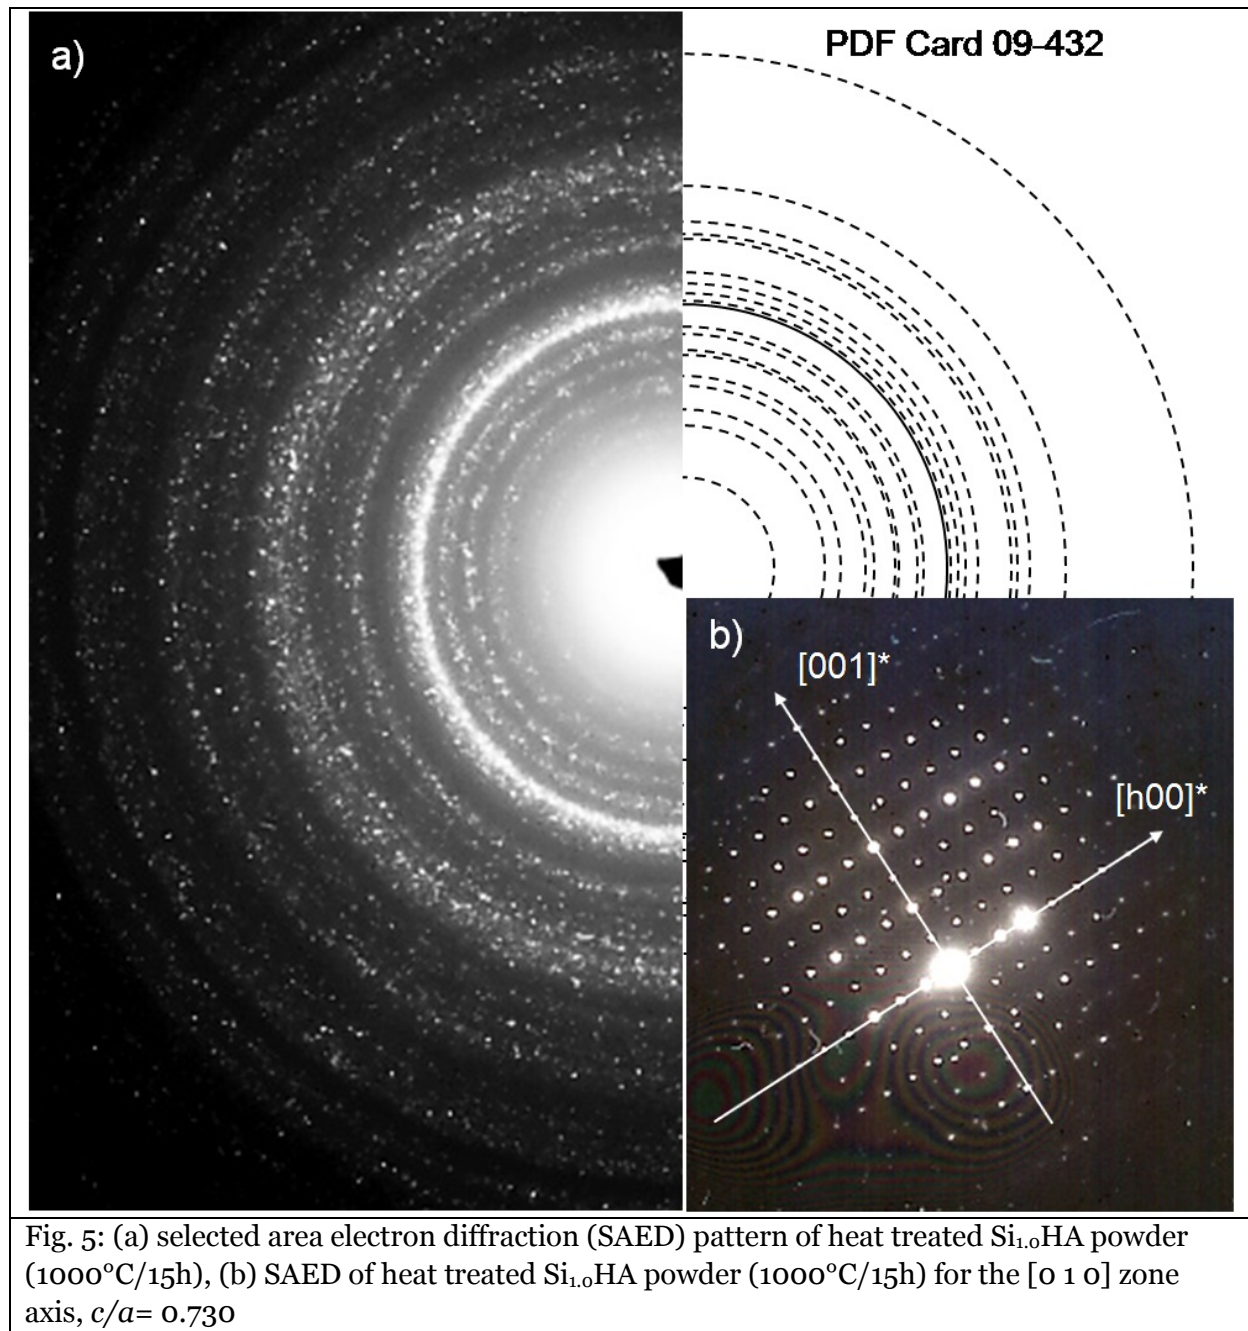 a)
PDF Card 09-432
b)
[001]*
[h00]*
Fig. 5: (a) selected area electron diffraction (SAED) pattern of heat treated Si₁.₀HA powder
(1000°C/15h), (b) SAED of heat treated Si₁.₀HA powder (1000°C/15h) for the [0 1 0] zone
axis, c/a= 0.730